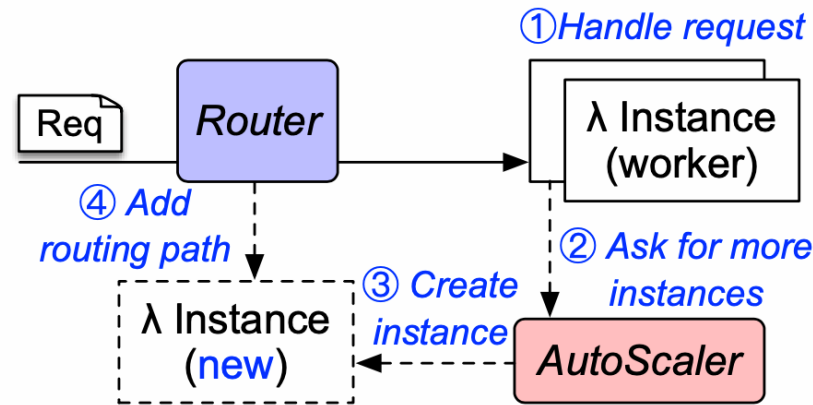 ①Handle request
Req
Router
λ Instance
(worker)
④ Add
routing path
② Ask for more
instances
③ Create
instance
λ Instance
(new)
AutoScaler